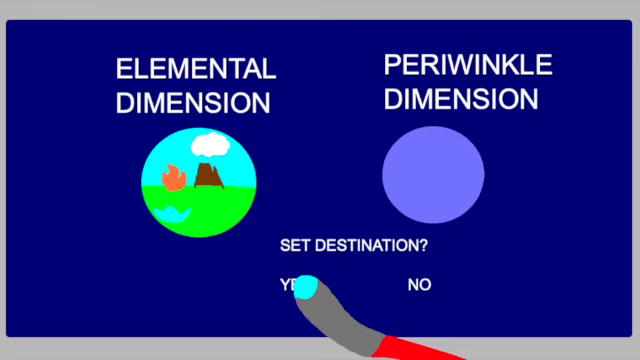 ELEMENTAL
DIMENSION
PERIWINKLE
DIMENSION
SET DESTINATION?
NO